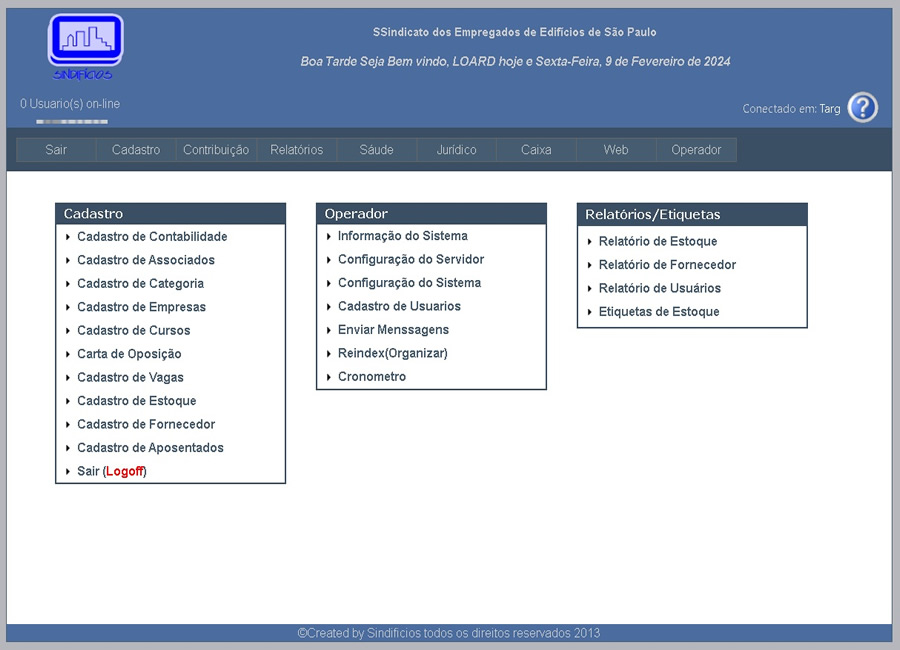 SSindicato dos Empregados de Edifícios de São Paulo
SINDIFÍCIOS
Boa Tarde Seja Bem vindo, LOARD hoje e Sexta-Feira, 9 de Fevereiro de 2024
0 Usuario(s) on-line
Conectado em: Targ ?
Sair Cadastro Contribuição Relatórios Saúde Jurídico Caixa Web Operador
Cadastro
Cadastro de Contabilidade
Cadastro de Associados
Cadastro de Categoria
Cadastro de Empresas
Cadastro de Cursos
Carta de Oposição
Cadastro de Vagas
Cadastro de Estoque
Cadastro de Fornecedor
Cadastro de Aposentados
Sair (Logoff)
Operador
Informação do Sistema
Configuração do Servidor
Configuração do Sistema
Cadastro de Usuarios
Enviar Menssagens
Reindex(Organizar)
Cronometro
Relatórios/Etiquetas
Relatório de Estoque
Relatório de Fornecedor
Relatório de Usuários
Etiquetas de Estoque
©Created by Sindificios todos os direitos reservados 2013